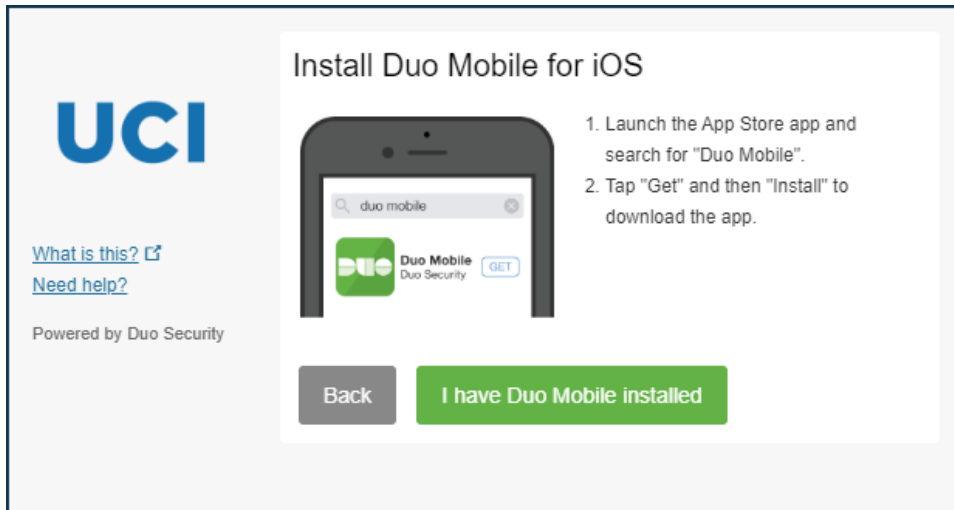 UCI
What is this?
Need help?
Powered by Duo Security
Install Duo Mobile for iOS
duo mobile
DUO
Duo Mobile
Duo Security
GET
1. Launch the App Store app and
search for "Duo Mobile".
2. Tap "Get" and then "Install" to
download the app.
Back
I have Duo Mobile installed